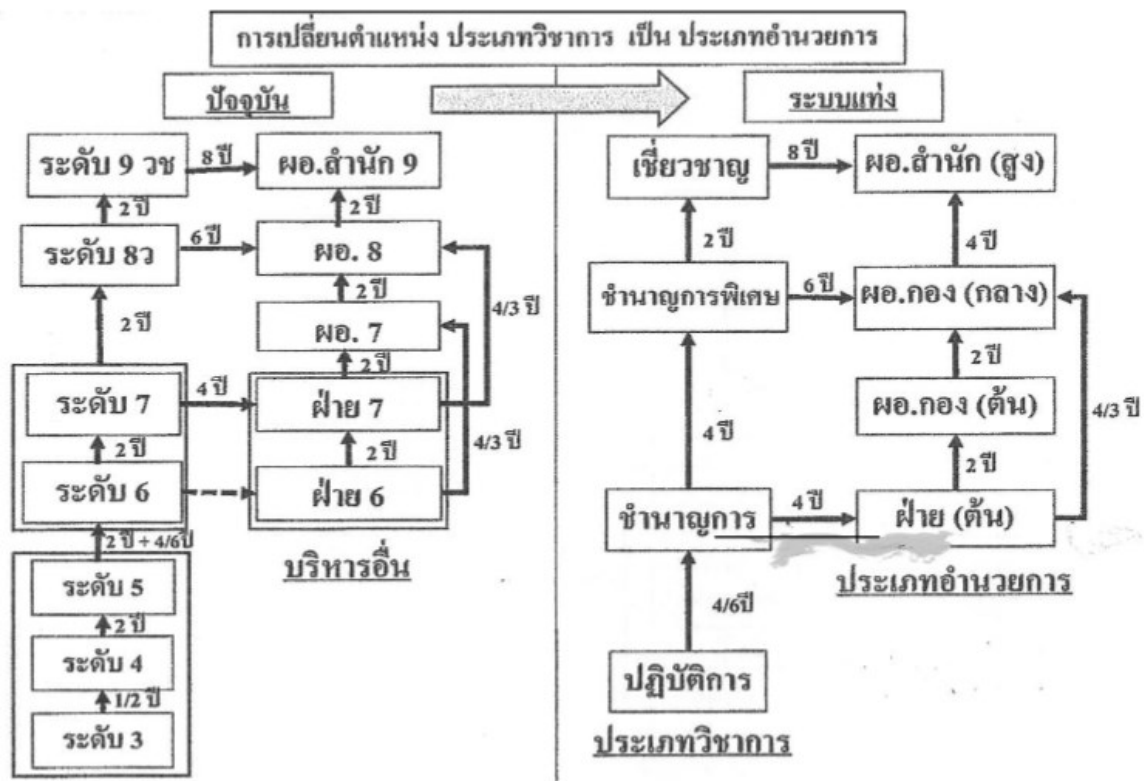 การเปลี่ยนตำแหน่ง ประเภทวิชาการ เป็น ประเภทอำนวยการ
ปัจจุบัน
ระดับ 9 วช
8 ปี
ผอ.สำนัก 9
2 ปี
2 ปี
ระดับ 8ว
6 ปี
ผอ. 8
2 ปี
2 ปี
4/3 ปี
ผอ. 7
2 ปี
ระดับ 7
4 ปี
ฝ่าย 7
2 ปี
2 ปี
4/3 ปี
ระดับ 6
ฝ่าย 6
2 ปี + 4/6ปี
บริหารอื่น
ระดับ 5
2 ปี
ระดับ 4
1/2 ปี
ระดับ 3
ระบบแท่ง
เชี่ยวชาญ
8 ปี
ผอ.สำนัก (สูง)
2 ปี
4 ปี
ชำนาญการพิเศษ
6 ปี
ผอ.กอง (กลาง)
2 ปี
ผอ.กอง (ต้น)
4/3 ปี
4 ปี
2 ปี
ชำนาญการ
4 ปี
ฝ่าย (ต้น)
ประเภทอำนวยการ
4/6ปี
ปฏิบัติการ
ประเภทวิชาการ